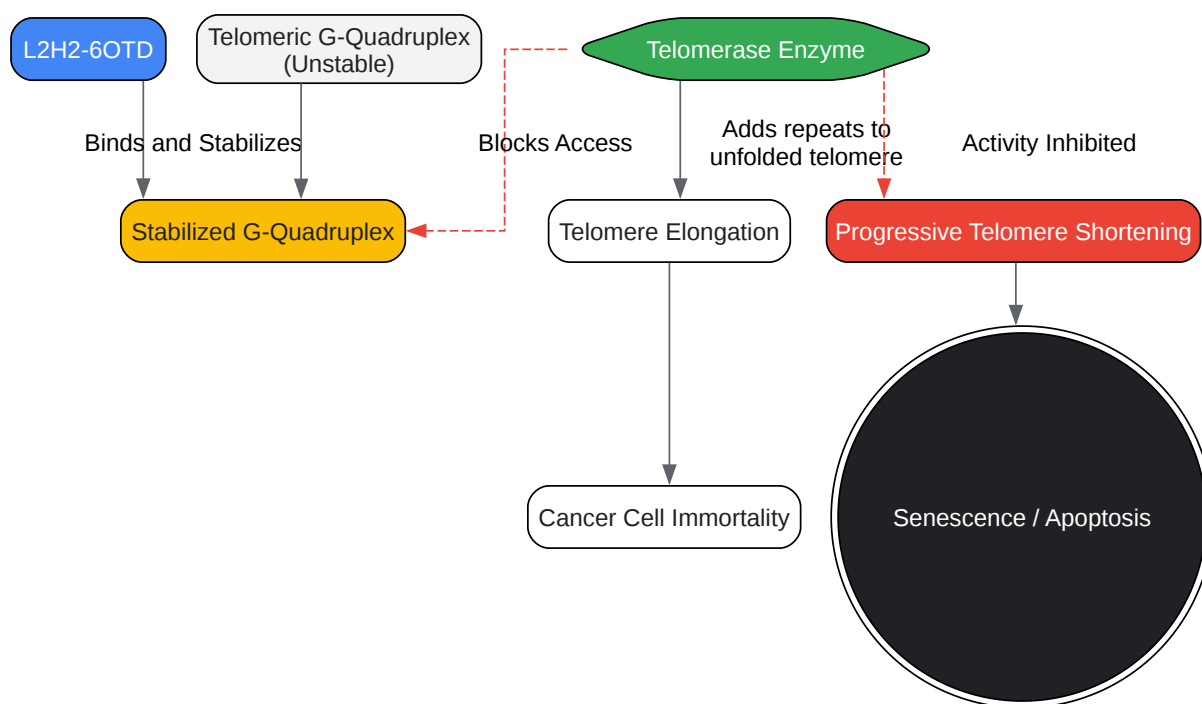 L2H2-6OTD
Telomeric G-Quadruplex
(Unstable)
Telomerase Enzyme
Binds and Stabilizes
Blocks Access
Adds repeats to
unfolded telomere
Activity Inhibited
Stabilized G-Quadruplex
Telomere Elongation
Progressive Telomere Shortening
Cancer Cell Immortality
Senescence / Apoptosis